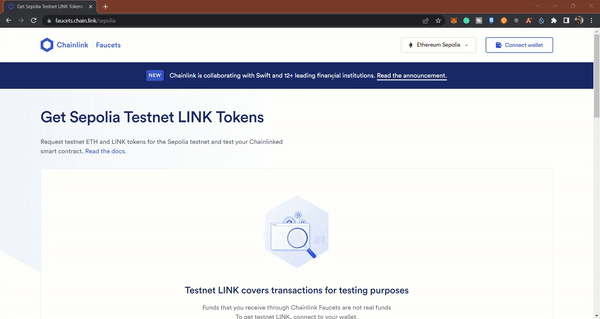 Get Sepolia Testnet LINK Tokens
faucets.chain.link/sepolia
Chainlink Faucets
Ethereum Sepolia
Connect wallet
NEW Chainlink is collaborating with Swift and 12+ leading financial institutions. Read the announcement.
Get Sepolia Testnet LINK Tokens
Request testnet ETH and LINK tokens for the Sepolia testnet and test your Chainlinked
smart contract. Read the docs.
Testnet LINK covers transactions for testing purposes
Funds that you receive through Chainlink Faucets are not real funds
To get testnet LINK, connect to your wallet.